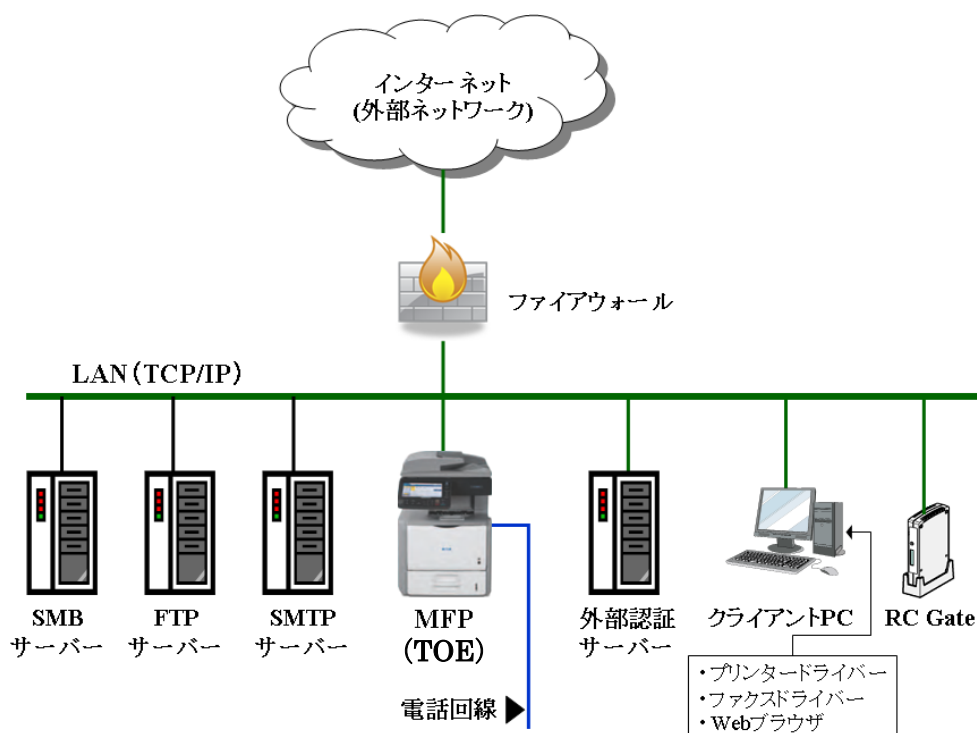 インターネット
(外部ネットワーク)
ファイアウォール
LAN(TCP/IP)
SMB
サーバー
FTP
サーバー
SMTP
サーバー
MFP
(TOE)
外部認証
サーバー
クライアントPC
RC Gate
電話回線
・プリンタードライバー
・ファクスドライバー
・Webブラウザ